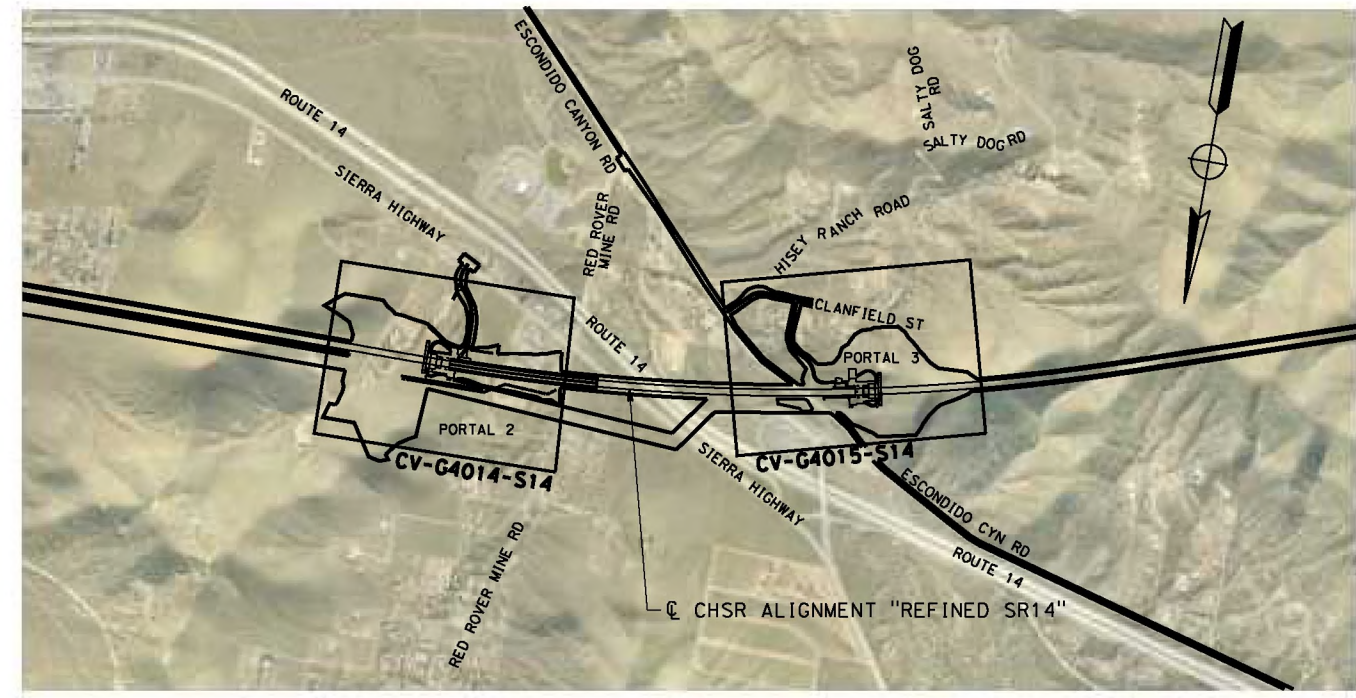 ESCONDIDO CANYON RD
ROUTE 14
SIERRA HIGHWAY
SALTY DOG
RD
SALTY DOG RD
RED ROVER
MINE RD
HISEY RANCH ROAD
CLANFIELD ST
ROUTE 14
PORTAL 3
PORTAL 2
CV-G4014-S14
CV-G4015-S14
SIERRA HIGHWAY
ESCONDIDO CYN RD
ROUTE 14
RED ROVER MINE RD
℄ CHSR ALIGNMENT "REFINED SR14"